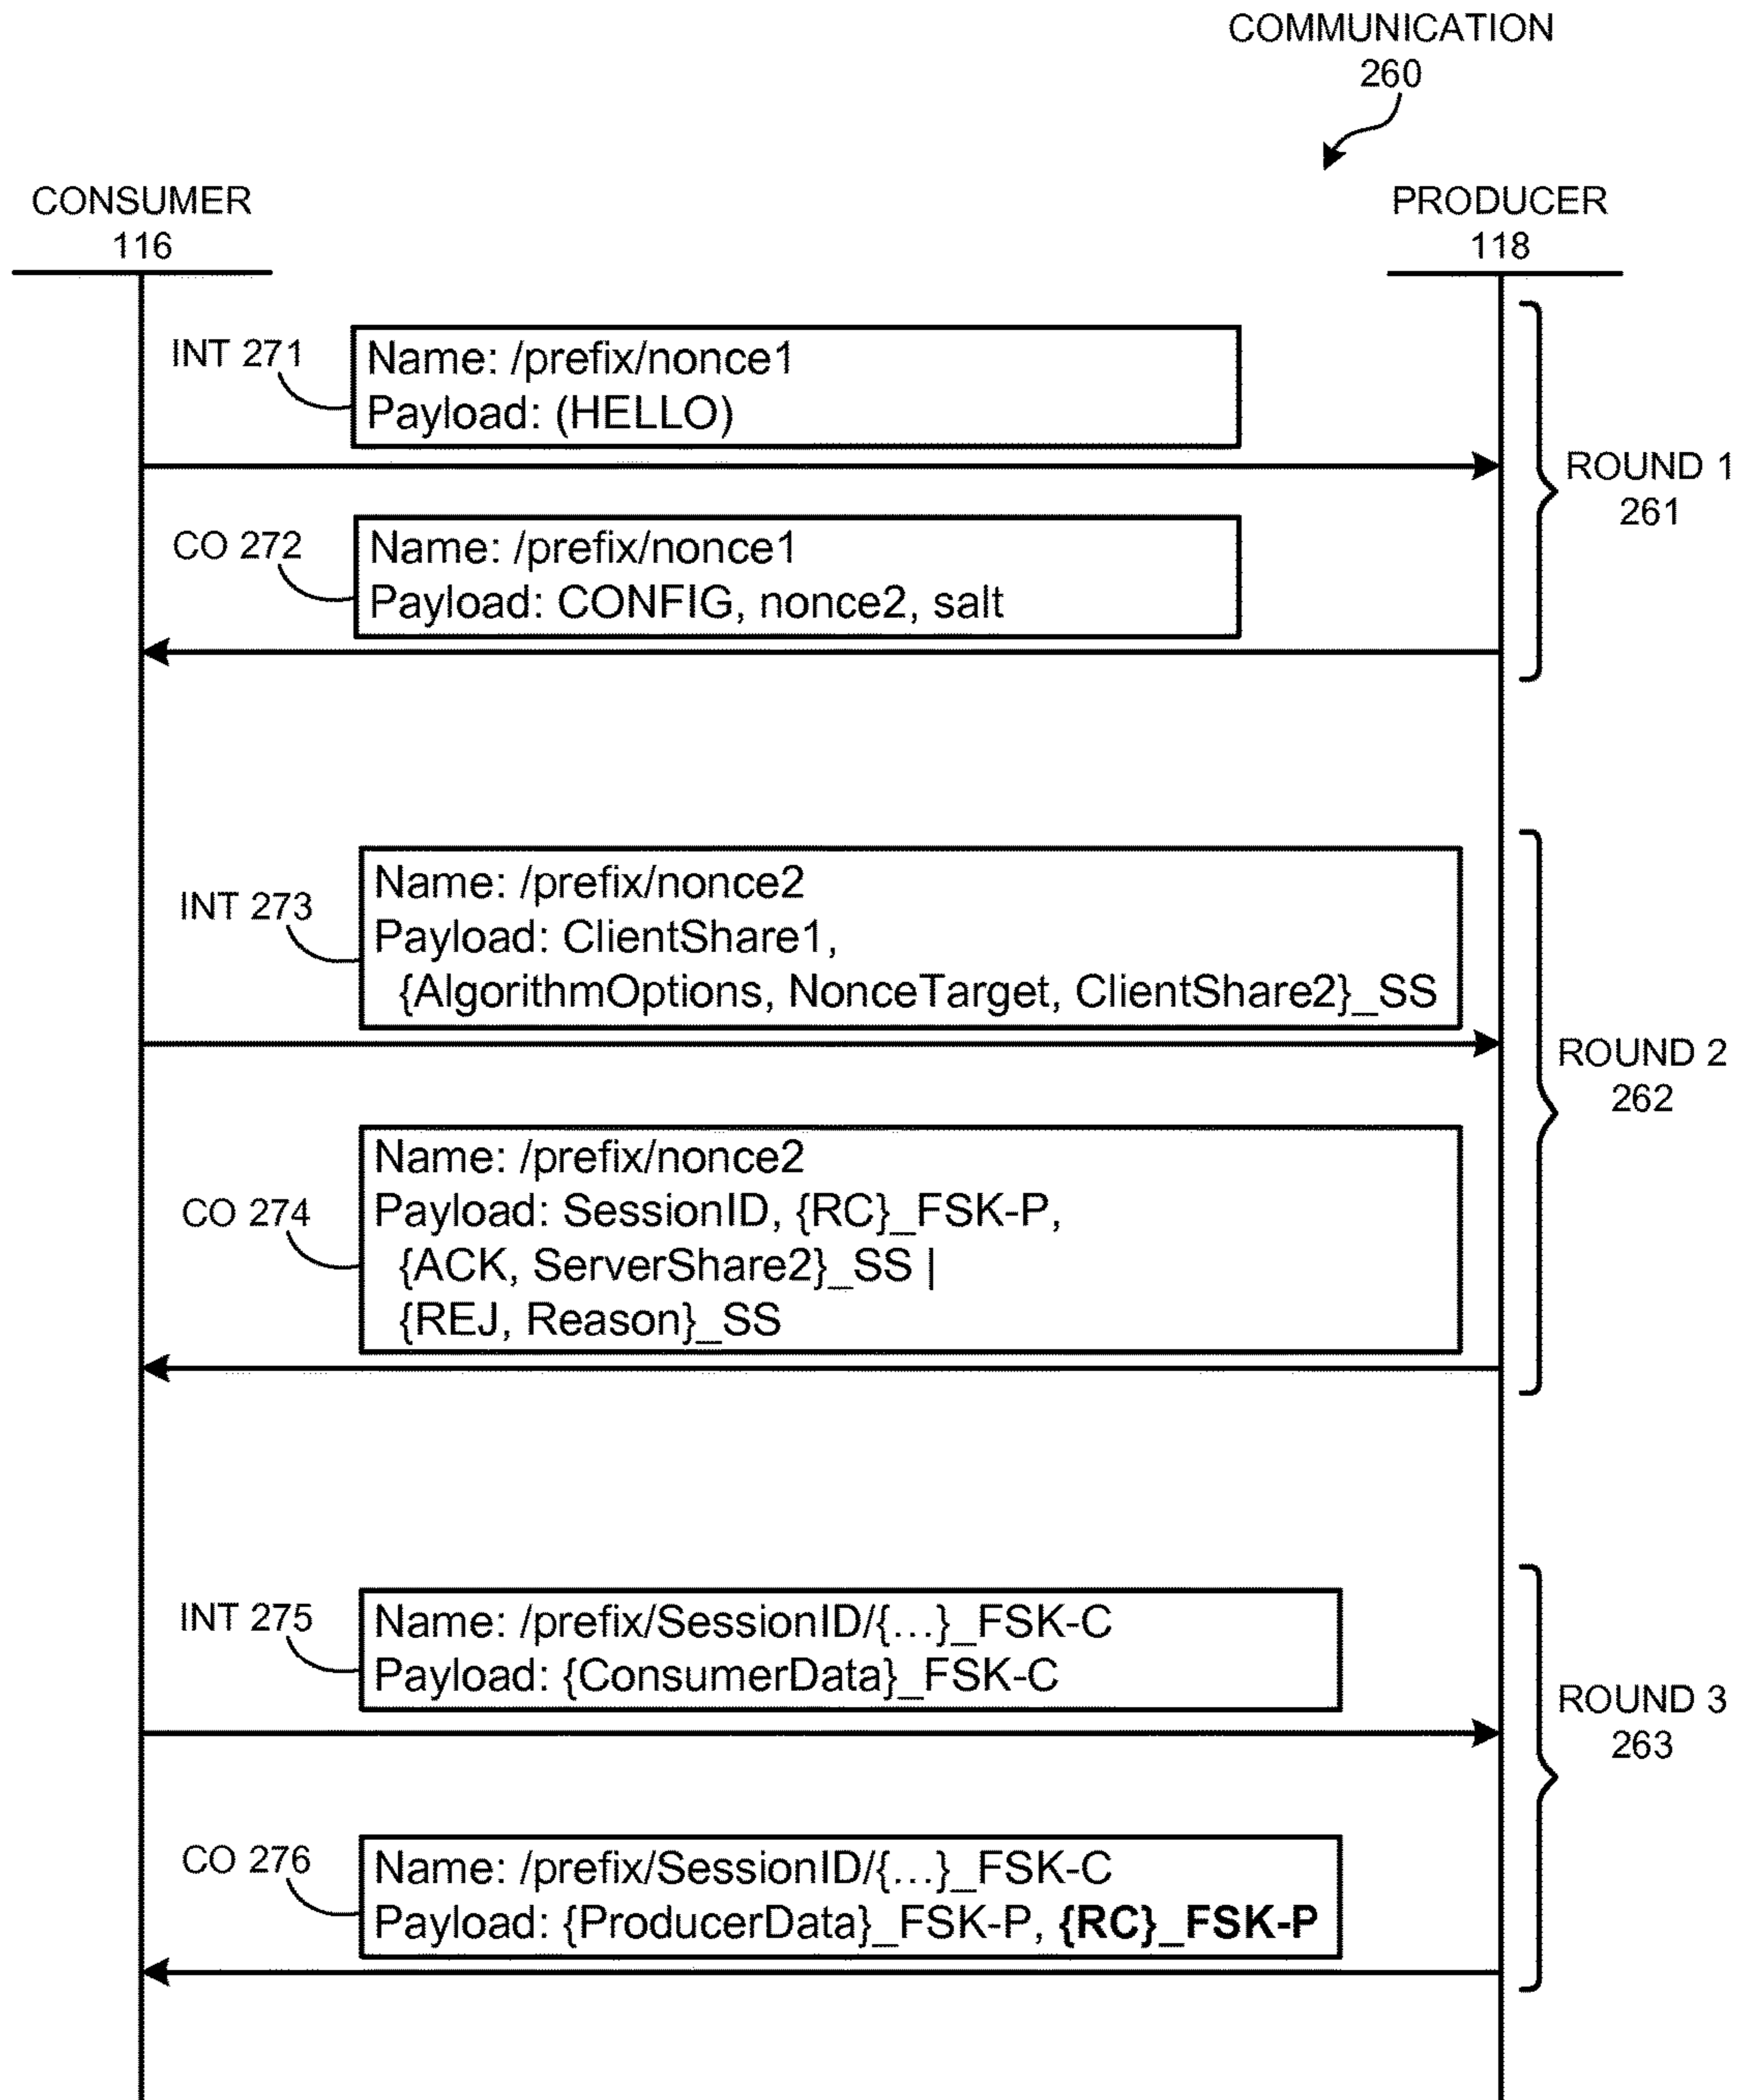 COMMUNICATION
260
CONSUMER
116
PRODUCER
118
INT 271
Name: /prefix/nonce1
Payload: (HELLO)
ROUND 1
261
CO 272
Name: /prefix/nonce1
Payload: CONFIG, nonce2, salt
INT 273
Name: /prefix/nonce2
Payload: ClientShare1,
{AlgorithmOptions, NonceTarget, ClientShare2}_SS
ROUND 2
262
CO 274
Name: /prefix/nonce2
Payload: SessionID, {RC}_FSK-P,
{ACK, ServerShare2}_SS |
{REJ, Reason}_SS
INT 275
Name: /prefix/SessionID/{...}_FSK-C
Payload: {ConsumerData}_FSK-C
ROUND 3
263
CO 276
Name: /prefix/SessionID/{...}_FSK-C
Payload: {ProducerData}_FSK-P, {RC}_FSK-P